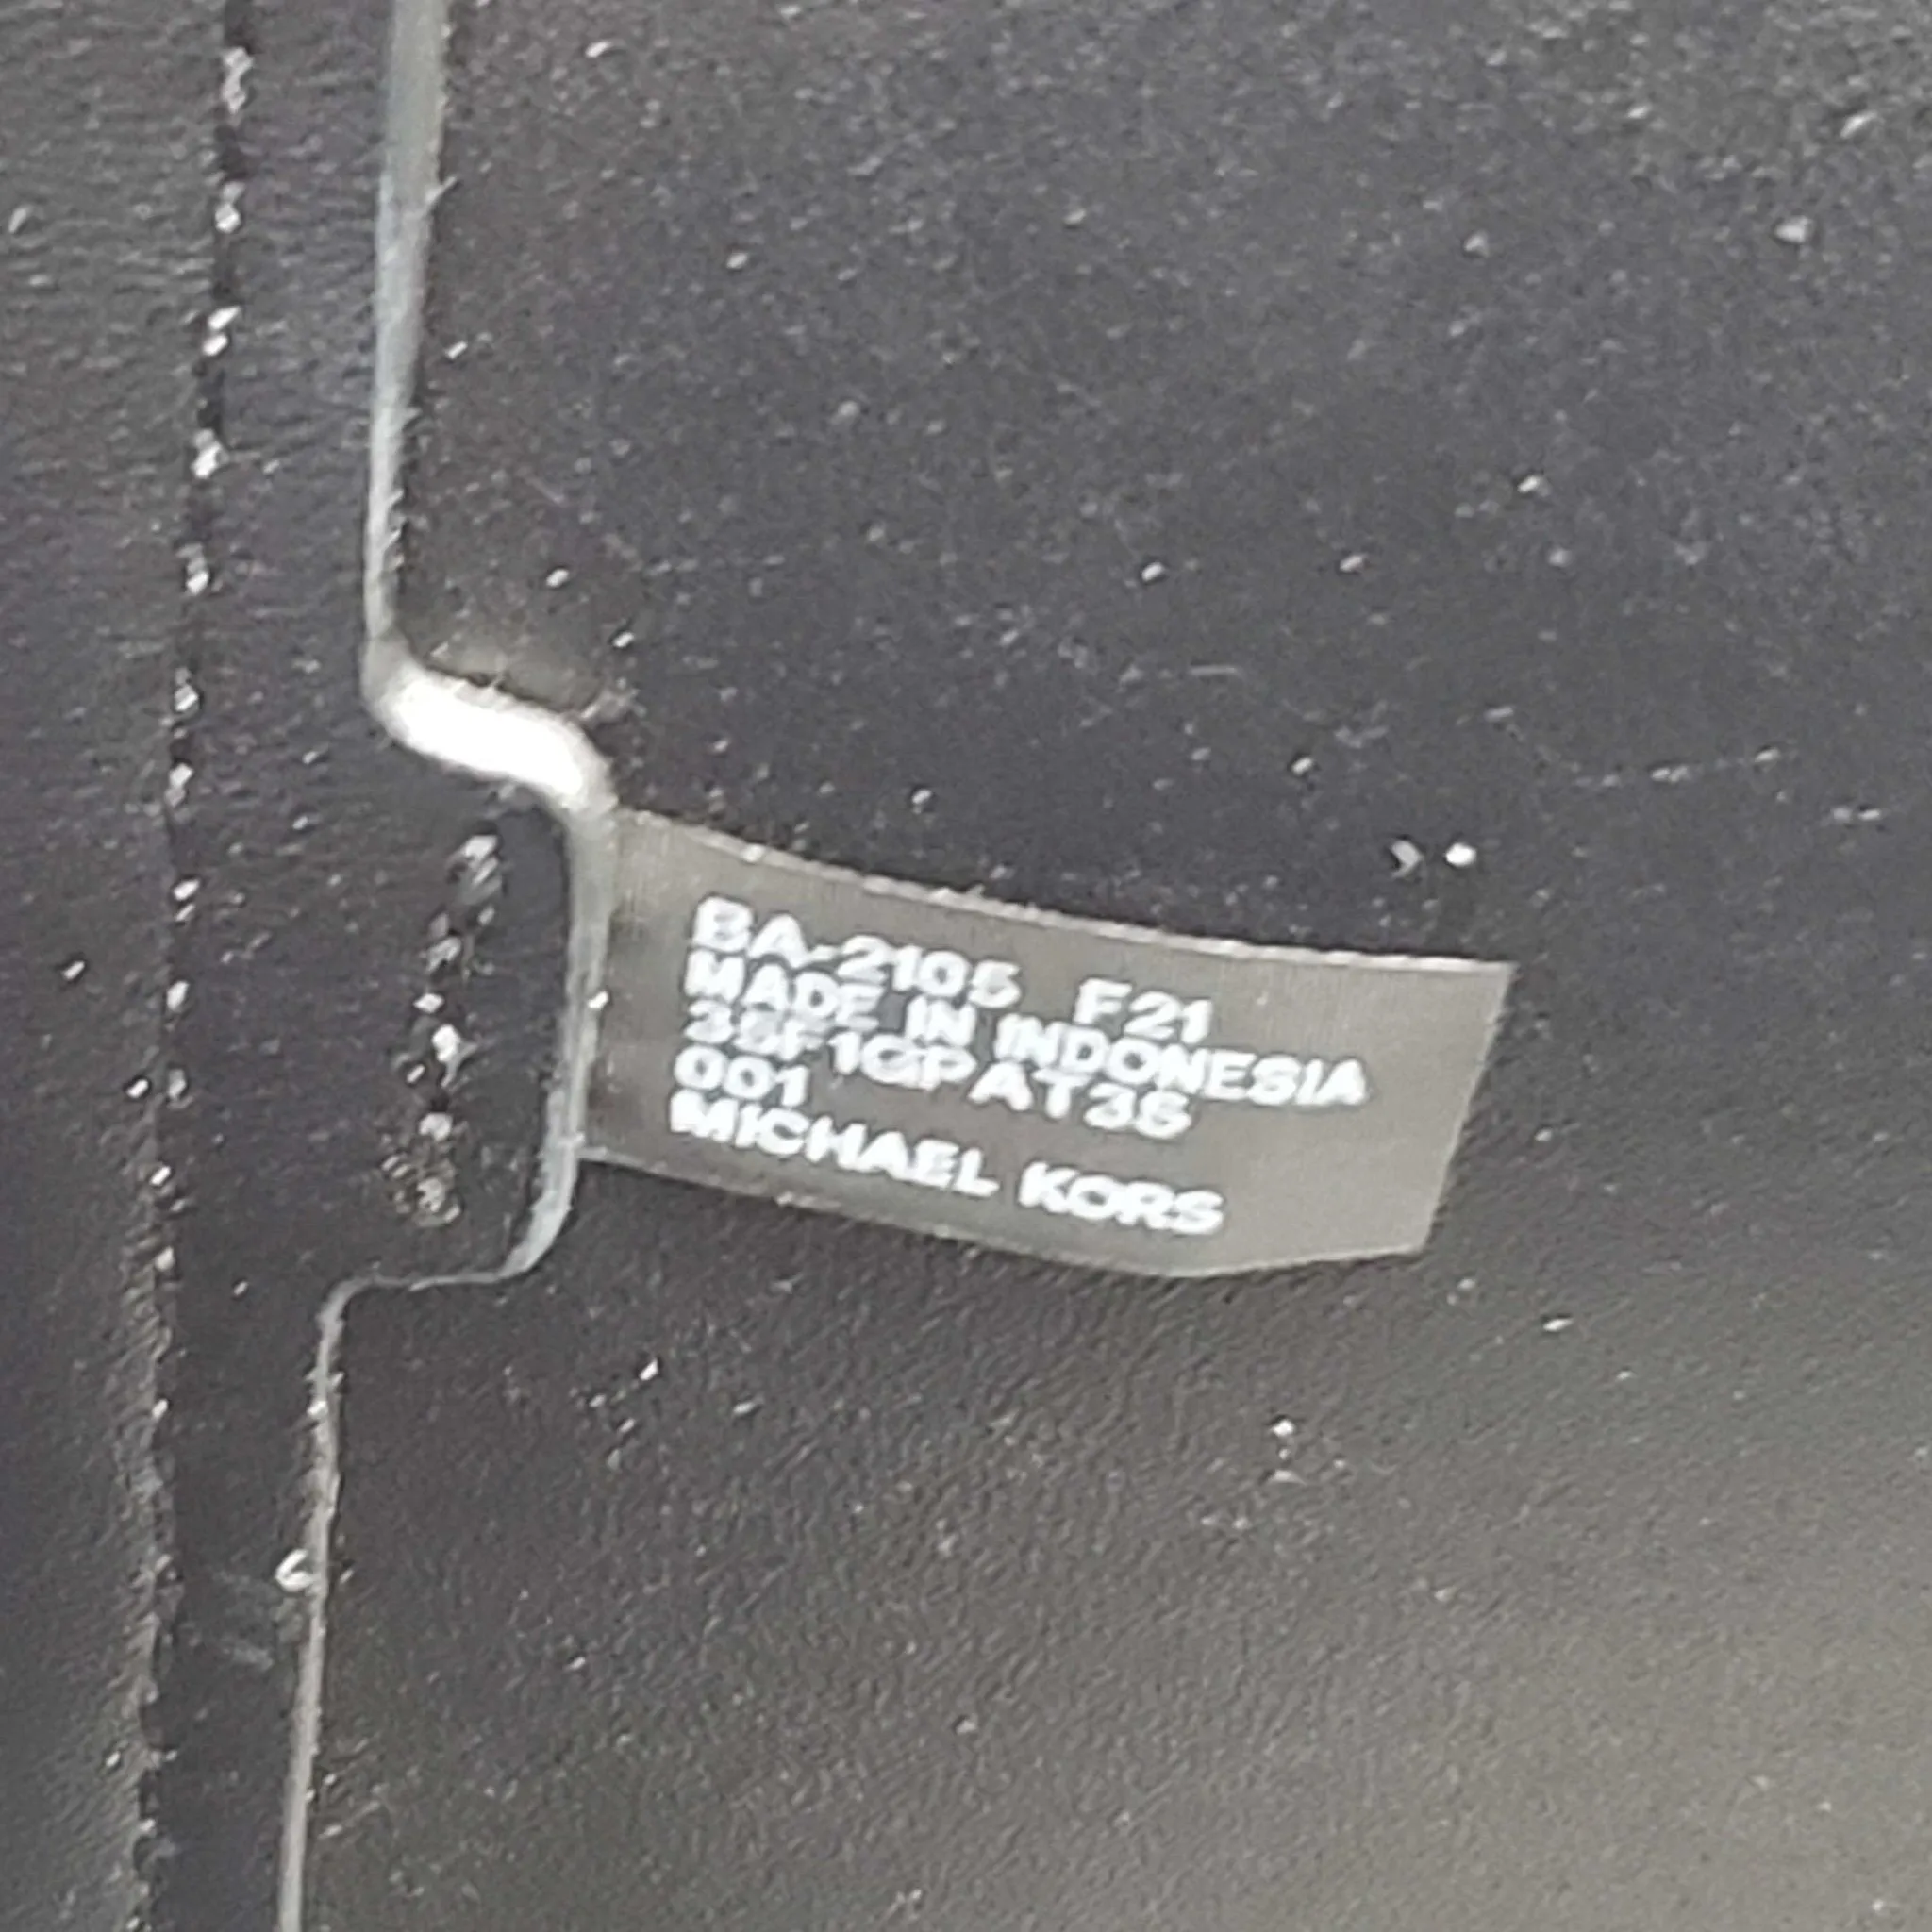 BA-2105 F21
MADE IN INDONESIA
35F1GPAT3S
001
MICHAEL KORS